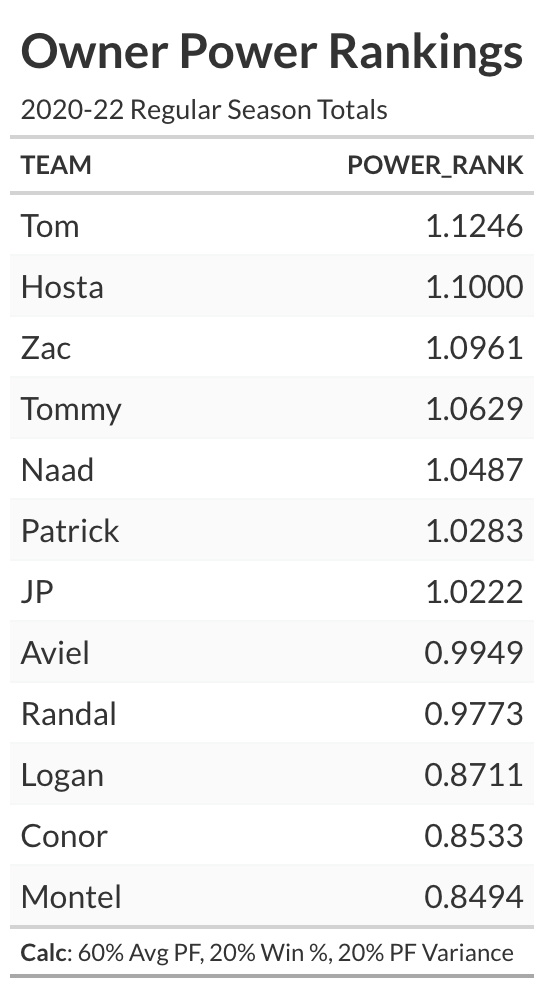 Owner Power Rankings
2020-22 Regular Season Totals
TEAM POWER_RANK
Tom 1.1246
Hosta 1.1000
Zac 1.0961
Tommy 1.0629
Naad 1.0487
Patrick 1.0283
JP 1.0222
Aviel 0.9949
Randal 0.9773
Logan 0.8711
Conor 0.8533
Montel 0.8494
Calc: 60% Avg PF, 20% Win %, 20% PF Variance